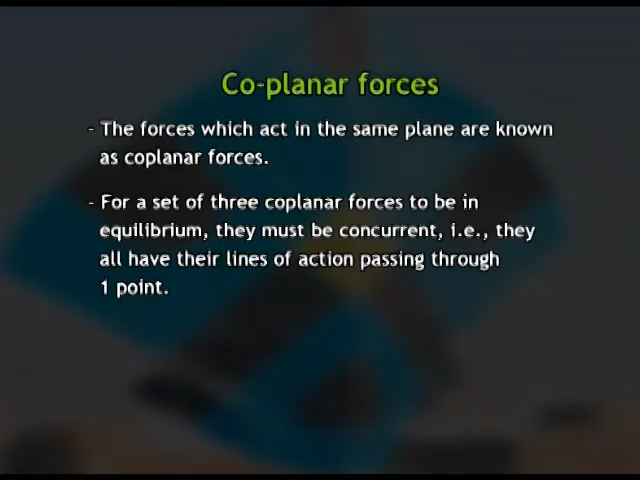 Co-planar forces
- The forces which act in the same plane are known
as coplanar forces.
- For a set of three coplanar forces to be in
equilibrium, they must be concurrent, i.e., they
all have their lines of action passing through
1 point.